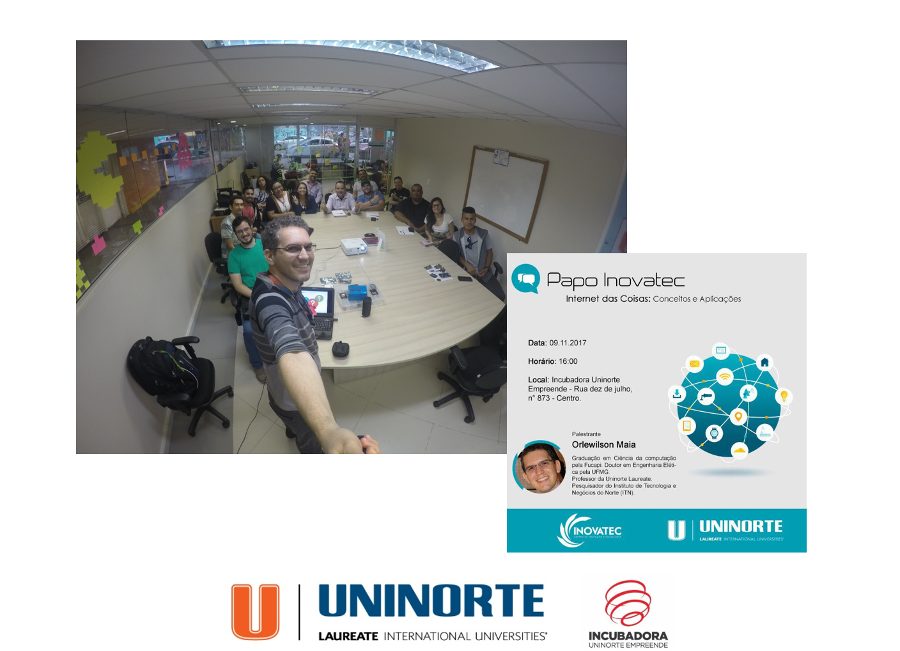 Papo Inovatec
Internet das Coisas: Conceitos e Aplicações
Data: 09.11.2017
Horário: 16:00
Local: Incubadora Uninorte
Empreende - Rua dez de julho,
n° 873 - Centro.
Palestrante
Orlewilson Maia
Graduação em Ciência da computação
pela Fucapi. Doutor em Engenharia Elétri-
ca pela UFMG.
Professor da Uninorte Laureate.
Pesquisador do Instituto de Tecnologia e
Negócios do Norte (ITN).
INOVATEC
U UNINORTE
LAUREATE INTERNATIONAL UNIVERSITIES
U UNINORTE
LAUREATE INTERNATIONAL UNIVERSITIES
INCUBADORA
UNINORTE EMPREENDE